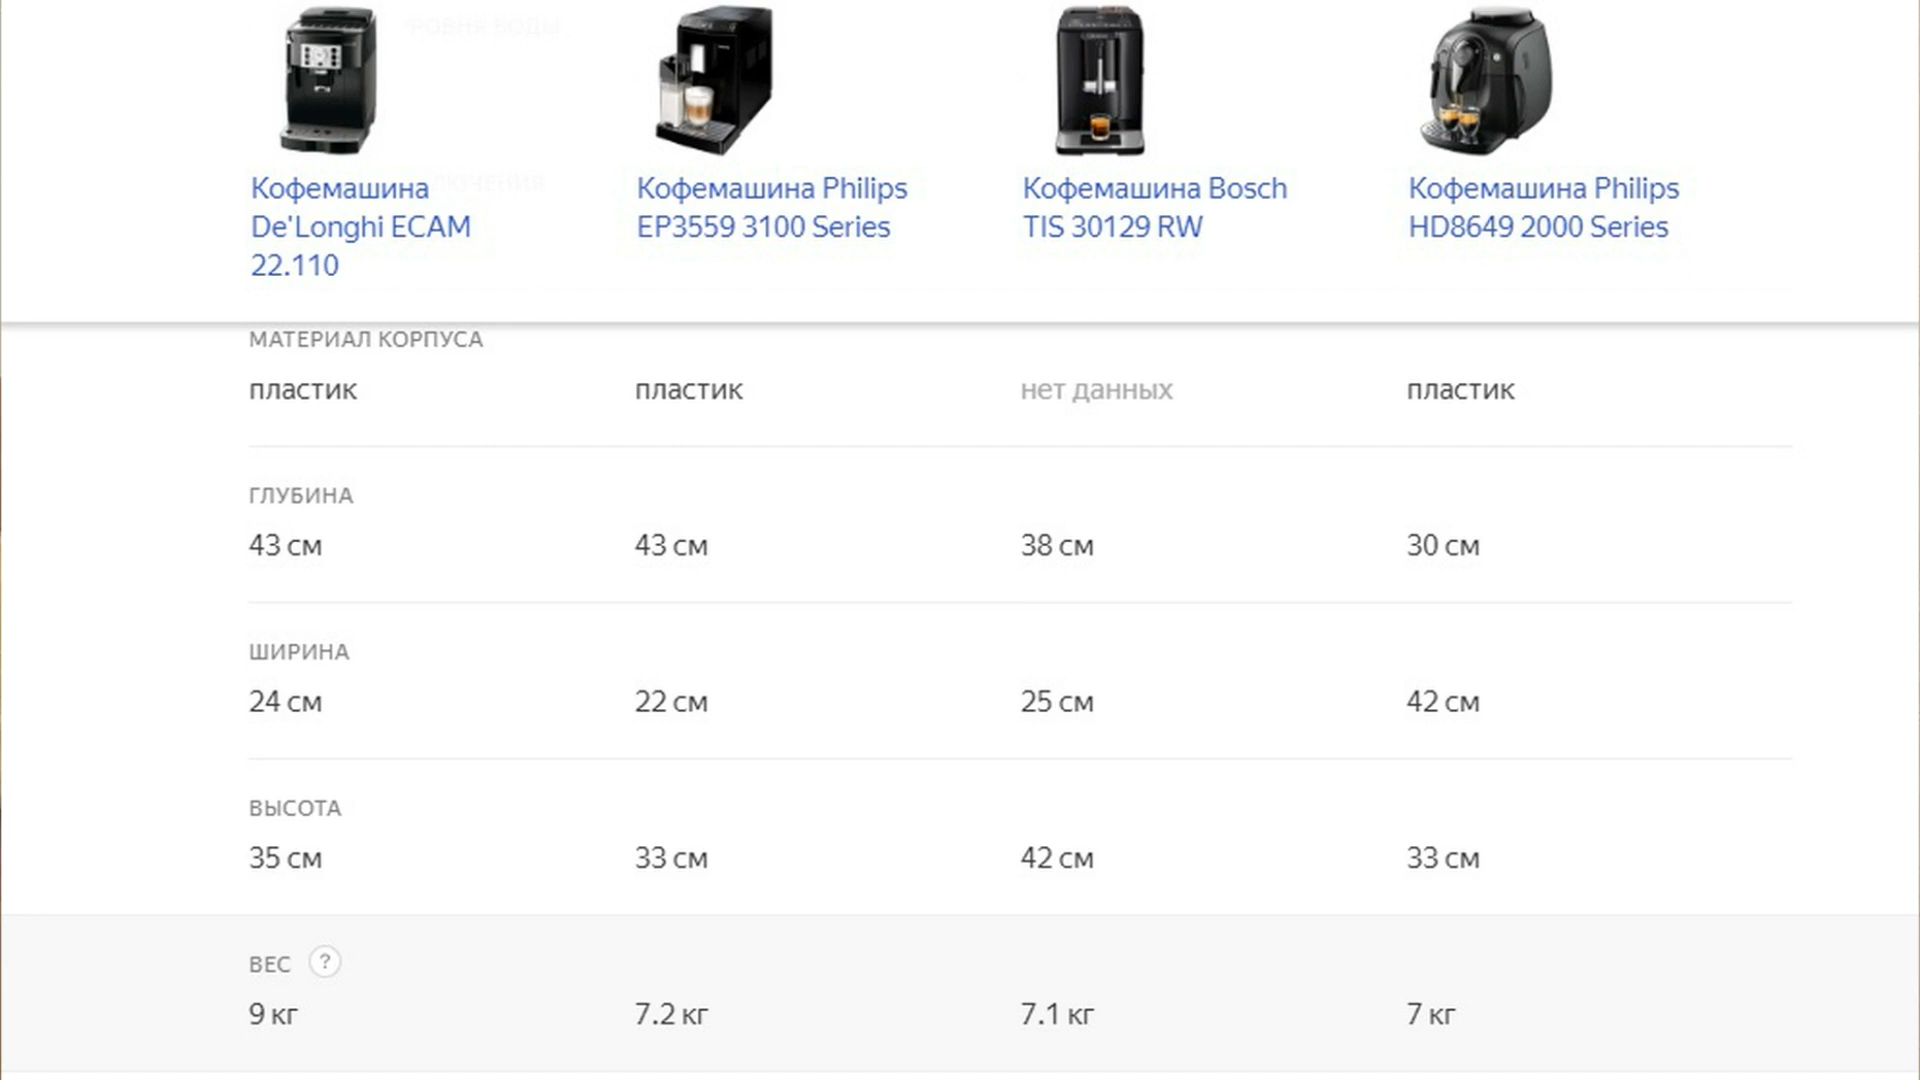 Кофемашина
De'Longhi ECAM
22.110
Кофемашина Philips
EP3559 3100 Series
Кофемашина Bosch
TIS 30129 RW
Кофемашина Philips
HD8649 2000 Series
МАТЕРИАЛ КОРПУСА
пластик пластик нет данных пластик
ГЛУБИНА
43 см 43 см 38 см 30 см
ШИРИНА
24 см 22 см 25 см 42 см
ВЫСОТА
35 см 33 см 42 см 33 см
ВЕС ?
9 кг 7.2 кг 7.1 кг 7 кг